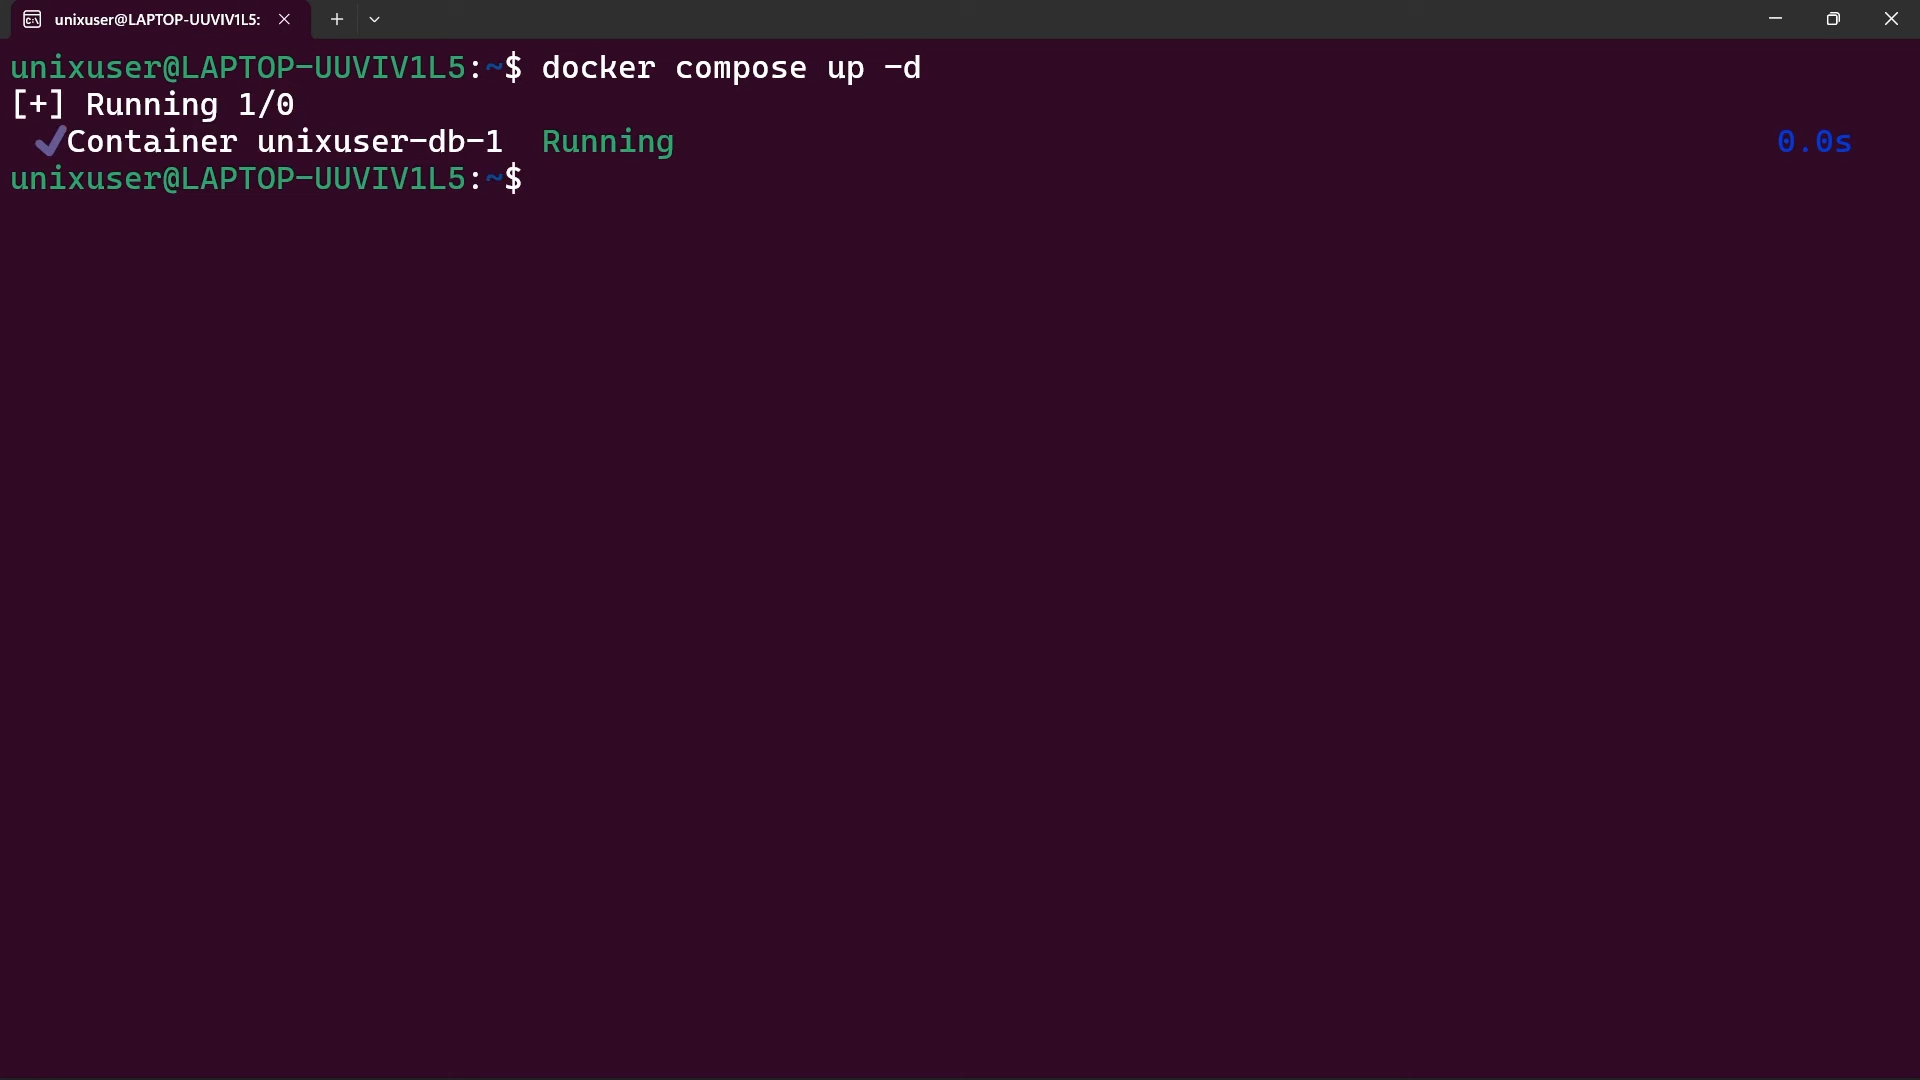 unixuser@LAPTOP-UUVIV1L5:
unixuser@LAPTOP-UUVIV1L5:~$ docker compose up -d
[+] Running 1/0
✔Container unixuser-db-1  Running 0.0s
unixuser@LAPTOP-UUVIV1L5:~$